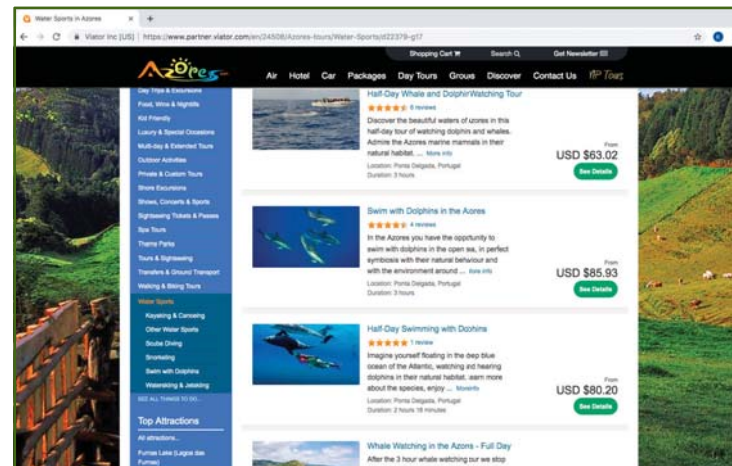 Water Sports in Azores
Viator Inc [US] | https://www.partner.viator.com/en/24508/Azores-tours/Water-Sports/d22379-g17
Shopping Cart
Search
Get Newsletter
Azores
Air Hotel Car Packages Day Tours Grous Discover Contact Us VIP Tours
Day Trips & Excursions
Food, Wine & Nightlife
Kid Friendly
Luxury & Special Occasions
Multi-day & Extended Tours
Outdoor Activities
Private & Custom Tours
Shore Excursions
Shows, Concerts & Sports
Sightseeing Tickets & Passes
Spa Tours
Theme Parks
Tours & Sightseeing
Transfers & Ground Transport
Walking & Biking Tours
Water Sports
Kayaking & Canoeing
Other Water Sports
Scuba Diving
Snorkeling
Swim with Dolphins
Waterskiing & Jetskiing
SEE ALL THINGS TO DO...
Top Attractions
All attractions...
Furnas Lake (Lagoa das
Furnas)
Half-Day Whale and DolphinWatching Tour
6 reviews
Discover the beautiful waters of izores in this
half-day tour of watching dolphin and whales.
Admire the Azores marine mammals in their
natural habitat. ... More info
Location: Ponta Delgada, Portugal
Duration: 3 hours
From
USD $63.02
See Details
Swim with Dolphins in the Aores
4 reviews
In the Azores you have the opprtunity to
swim with dolphins in the open sea, in perfect
symbiosis with their natural behviour and
with the environment around ...
Location: Ponta Delgada, Portugal
Duration: 3 hours
From
USD $85.93
See Details
Half-Day Swimming with Doohins
1 review
Imagine yourself floating in the deep blue
ocean of the Atlantic, watching and hearing
dolphins in their natural habitat. earn more
about the species, enjoy ... Moreinfo
Location: Ponta Delgada, Portugal
Duration: 2 hours 18 minutes
From
USD $80.20
See Details
Whale Watching in the Azons - Full Day
After the 3 hour whale watching our we stop